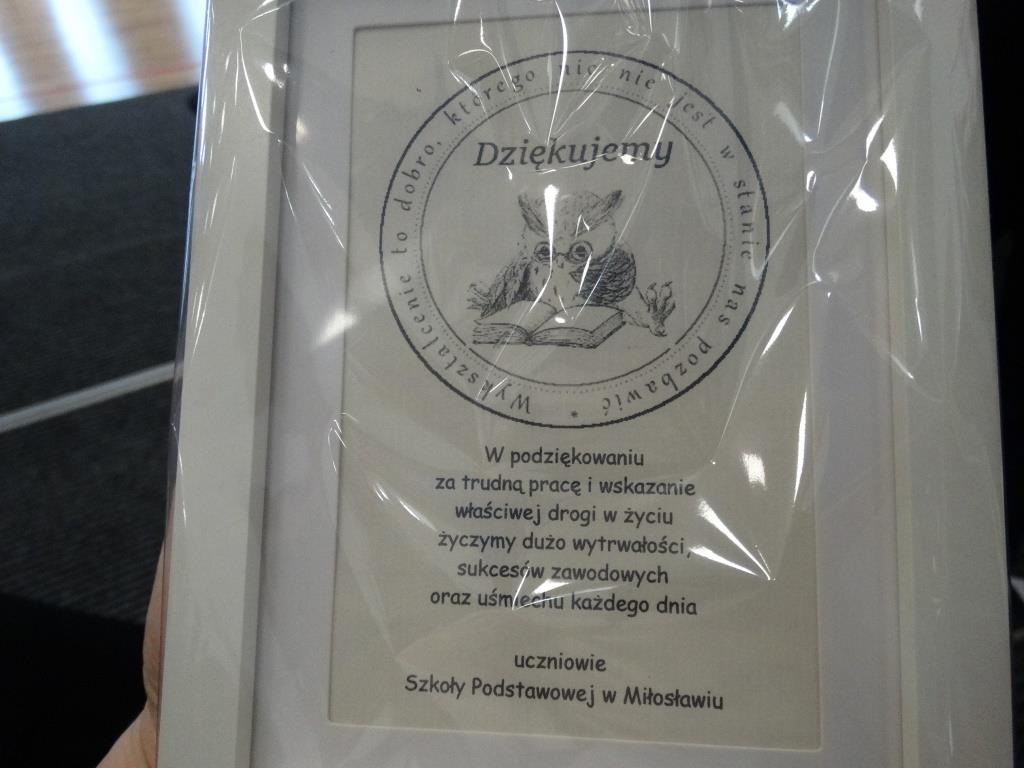 Wykształcenie to dobro, którego nic nie jest w stanie nas pozbawić *
Dziękujemy
W podziękowaniu
za trudną pracę i wskazanie
właściwej drogi w życiu
życzymy dużo wytrwałości,
sukcesów zawodowych
oraz uśmiechu każdego dnia
uczniowie
Szkoły Podstawowej w Miłosławiu